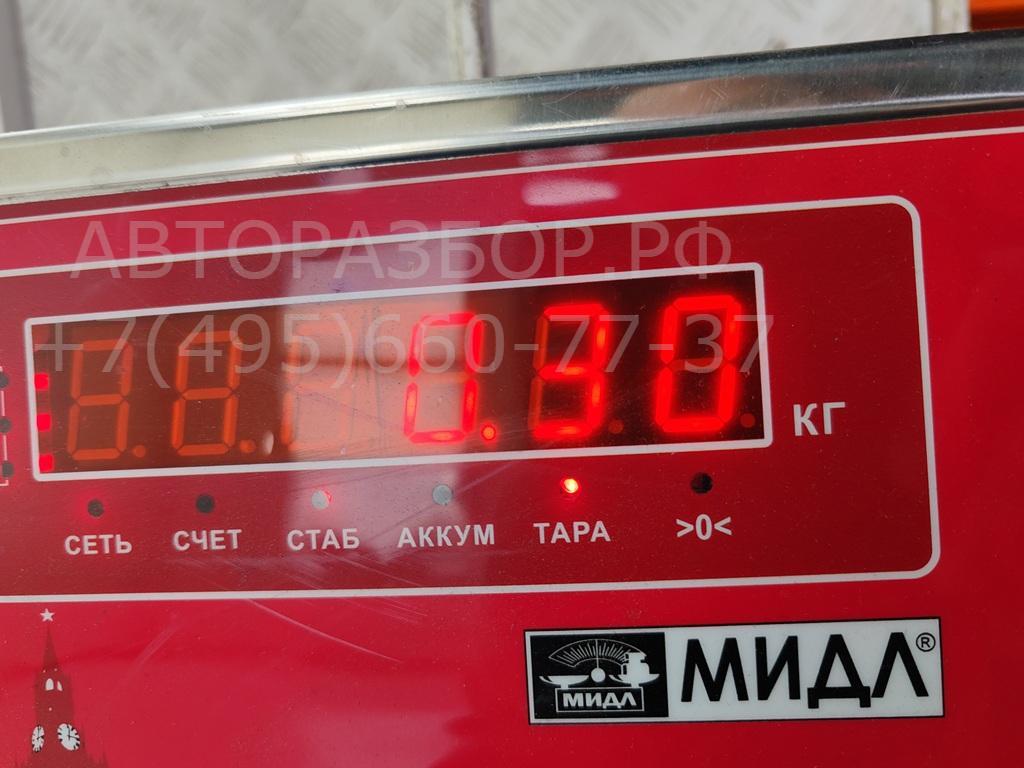 АВТОРАЗБОР.РФ
+7(495)660-77-37
0.30
КГ
СЕТЬ СЧЕТ СТАБ АККУМ ТАРА >0<
МИДЛ МИДЛ®